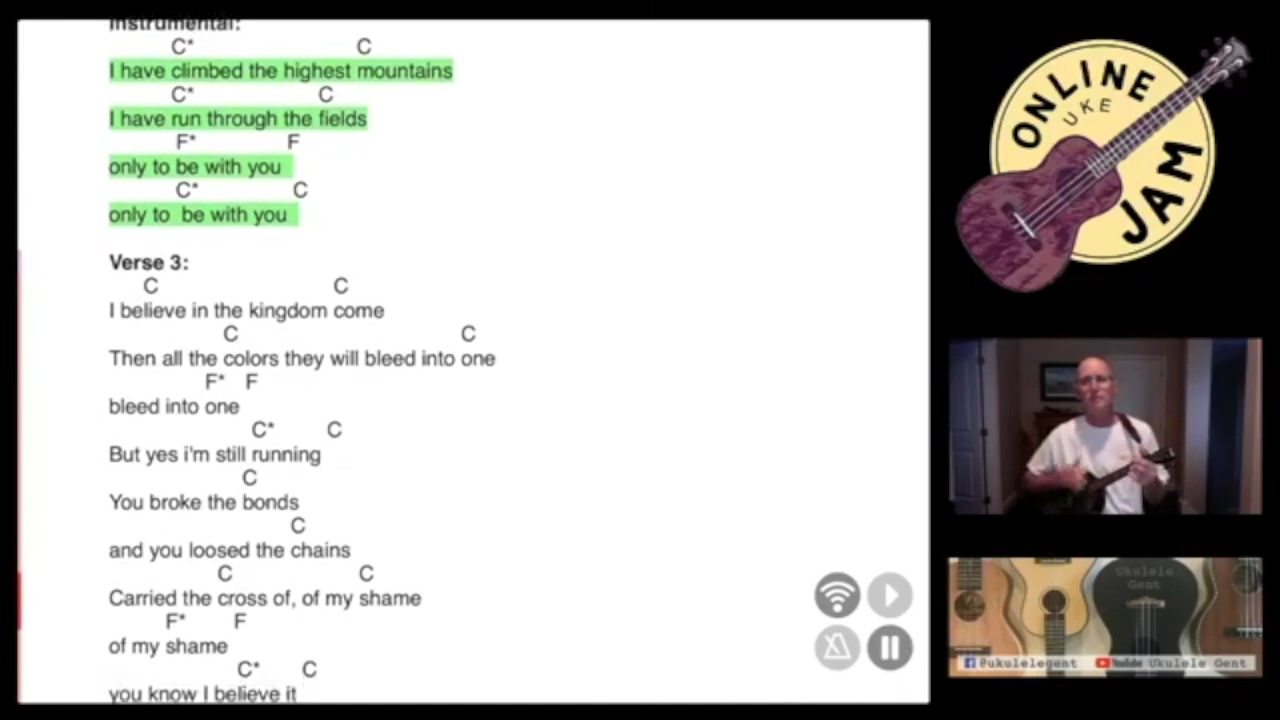 Instrumental:
C* C
I have climbed the highest mountains
C* C
I have run through the fields
F* F
only to be with you
C* C
only to be with you
Verse 3:
C C
I believe in the kingdom come
C C
Then all the colors they will bleed into one
F* F
bleed into one
C* C
But yes i'm still running
C
You broke the bonds
C
and you loosed the chains
C C
Carried the cross of, of my shame
F* F
of my shame
C* C
you know I believe it
ONLINE
UKE
JAM
Ukulele
Gent
@ukulelegent YouTube Ukulele Gent